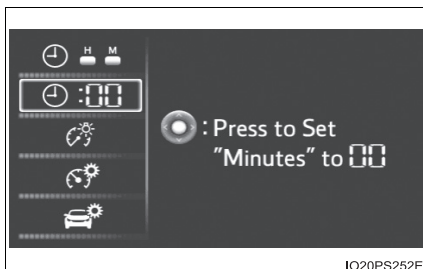 H M
:00
: Press to Set
"Minutes" to 00
IO20PS252E